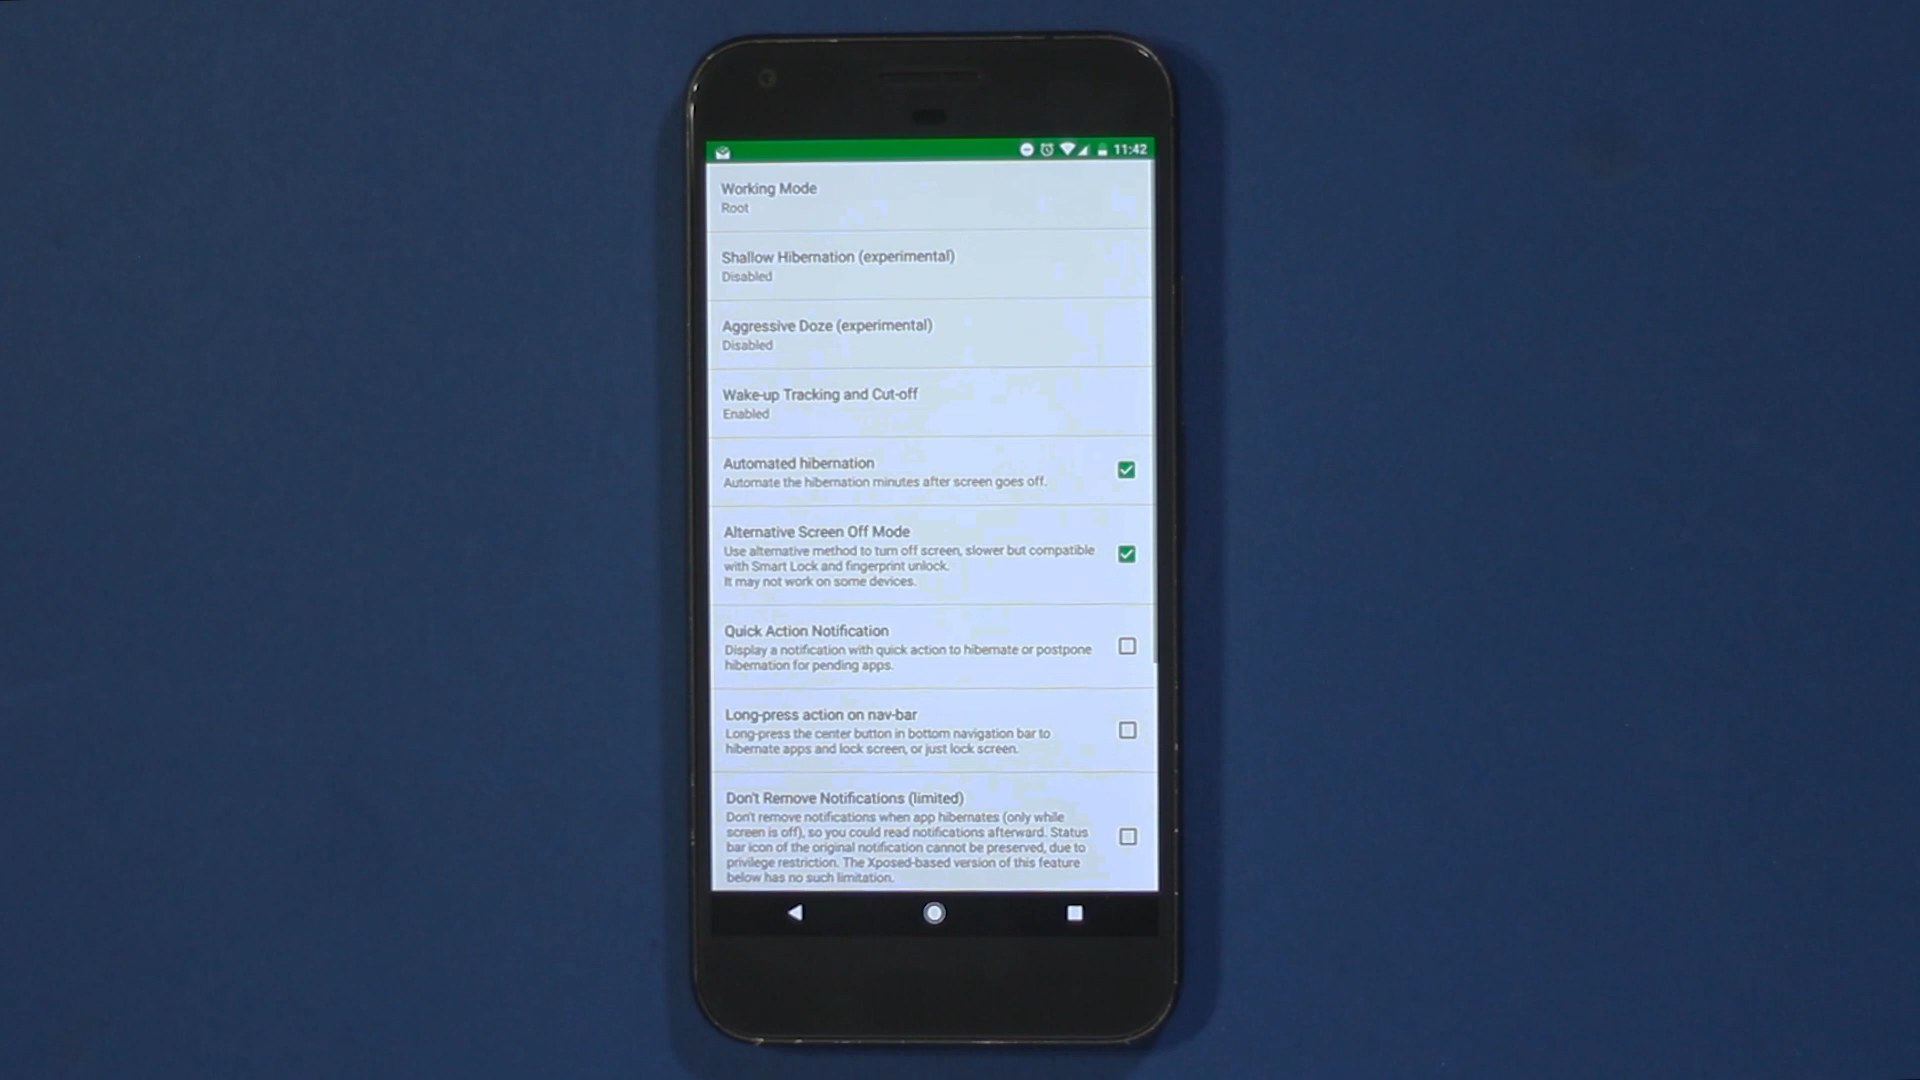 11:42
Working Mode
Root
Shallow Hibernation (experimental)
Disabled
Aggressive Doze (experimental)
Disabled
Wake-up Tracking and Cut-off
Enabled
Automated hibernation
Automate the hibernation minutes after screen goes off.
Alternative Screen Off Mode
Use alternative method to turn off screen, slower but compatible
with Smart Lock and fingerprint unlock.
It may not work on some devices.
Quick Action Notification
Display a notification with quick action to hibernate or postpone
hibernation for pending apps.
Long-press action on nav-bar
Long-press the center button in bottom navigation bar to
hibernate apps and lock screen, or just lock screen.
Don't Remove Notifications (limited)
Don't remove notifications when app hibernates (only while
screen is off), so you could read notifications afterward. Status
bar icon of the original notification cannot be preserved, due to
privilege restriction. The Xposed-based version of this feature
below has no such limitation.